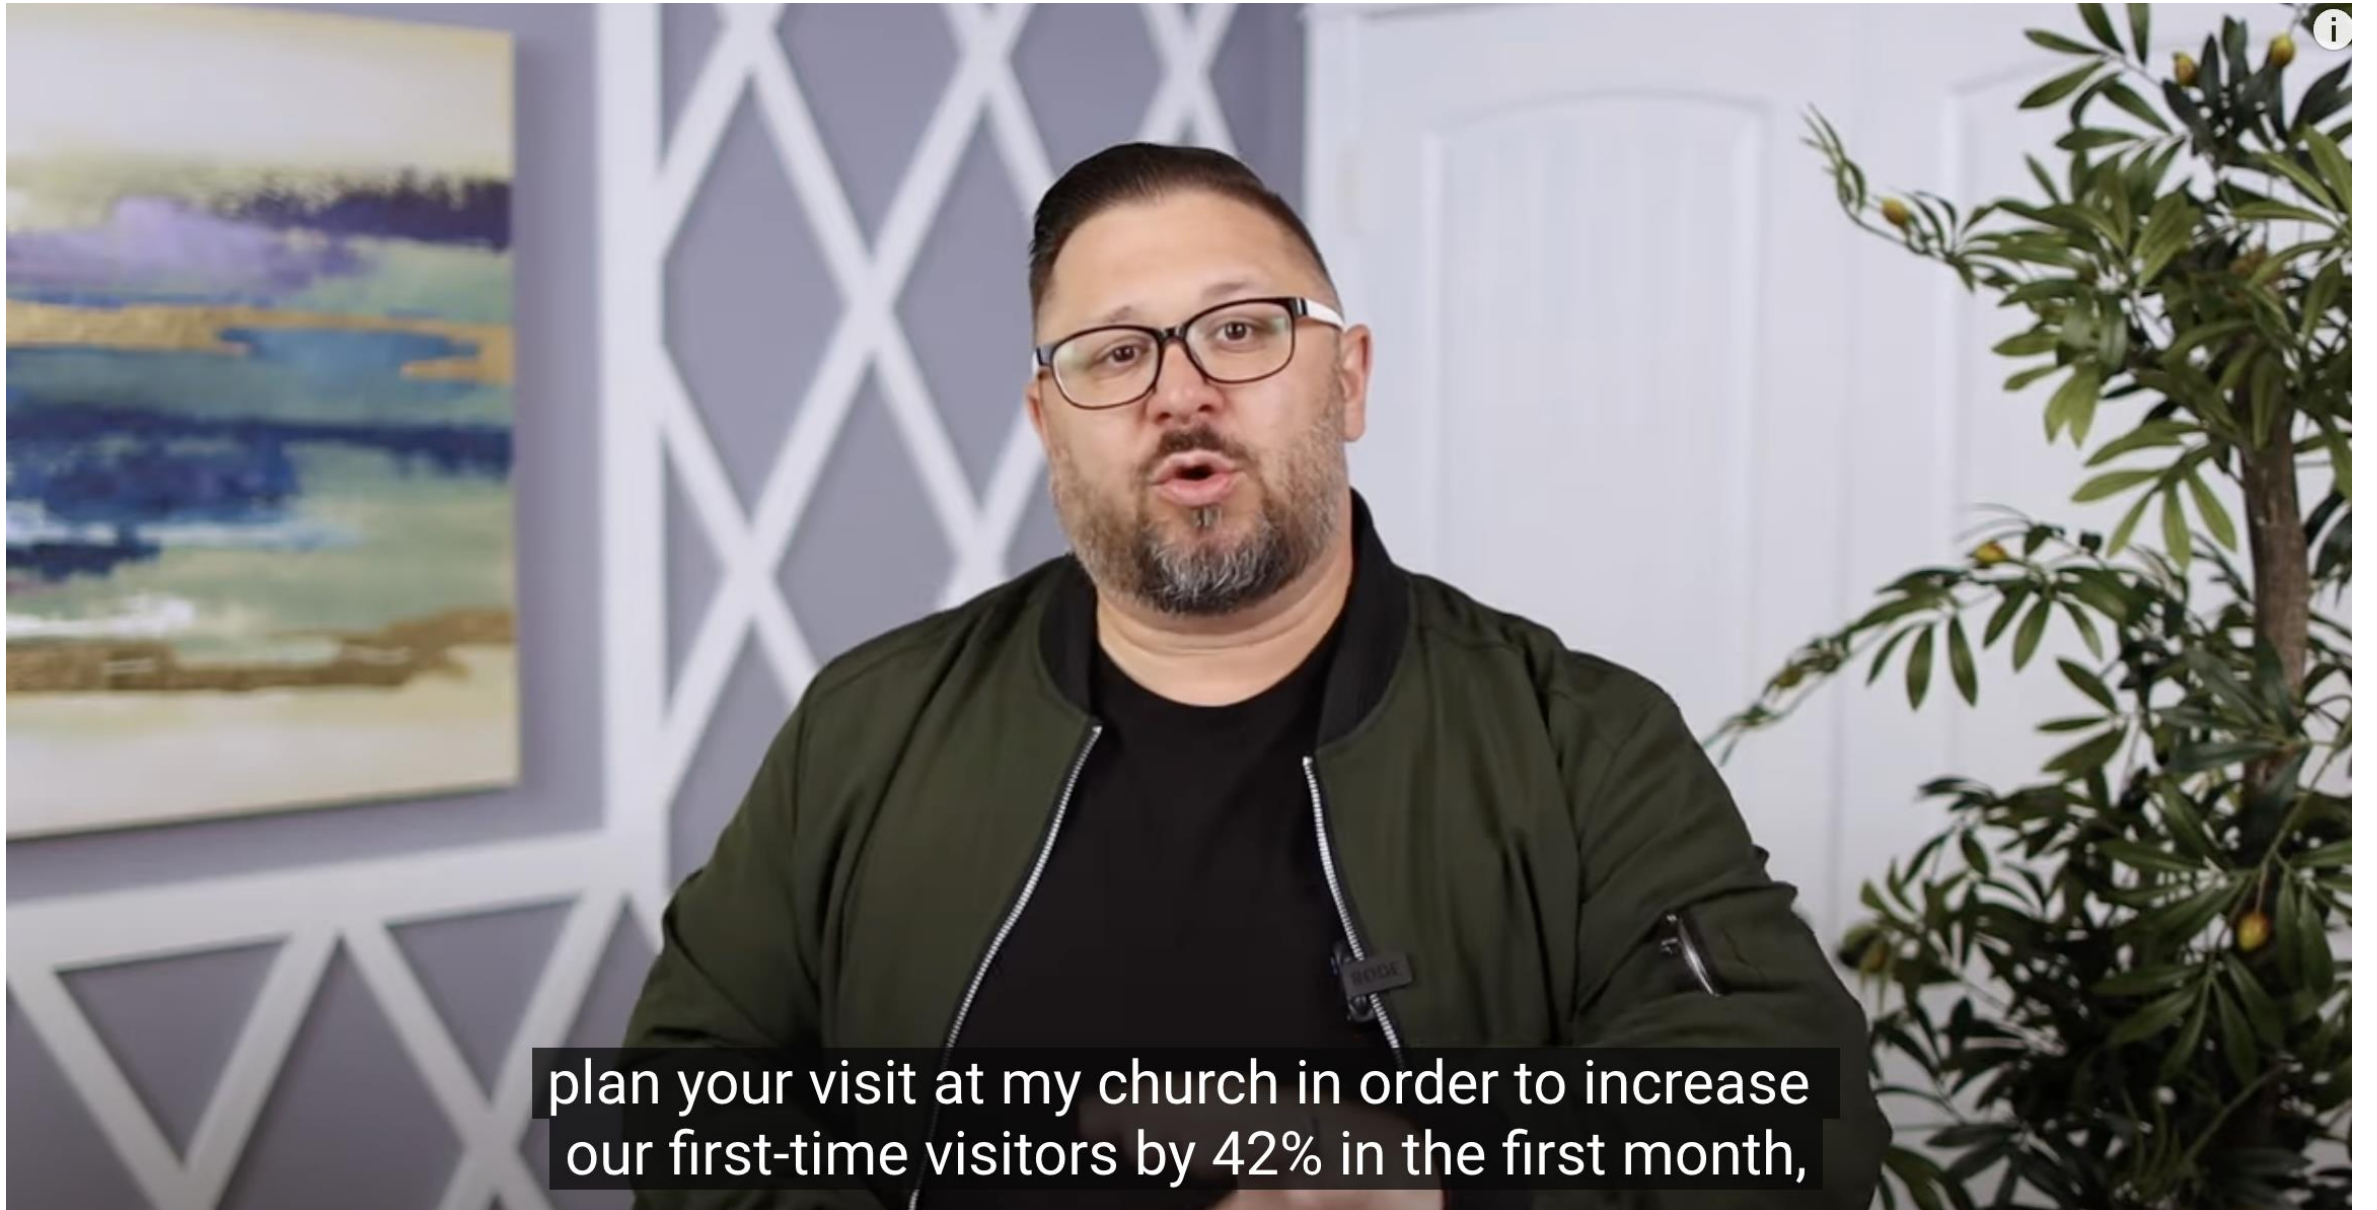 i
RØDE
plan your visit at my church in order to increase
our first-time visitors by 42% in the first month,